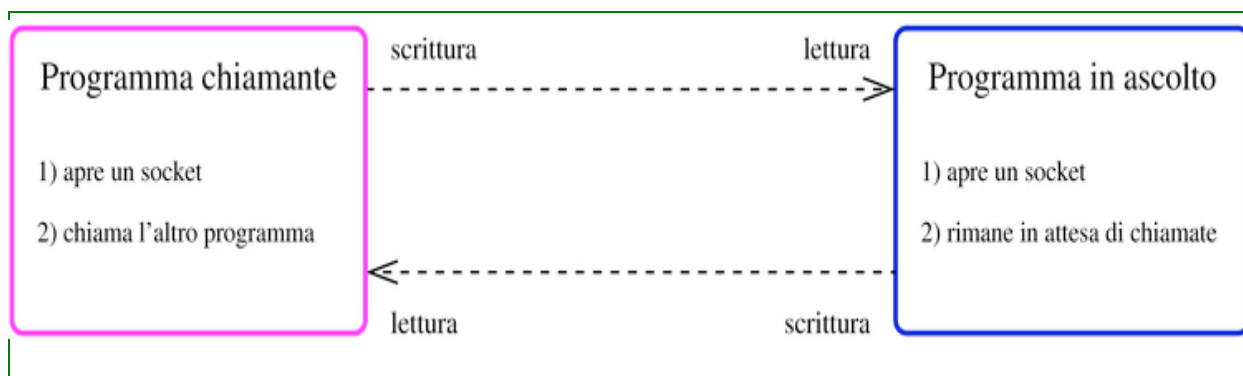 Programma chiamante
1) apre un socket
2) chiama l'altro programma
scrittura
lettura
lettura
scrittura
Programma in ascolto
1) apre un socket
2) rimane in attesa di chiamate